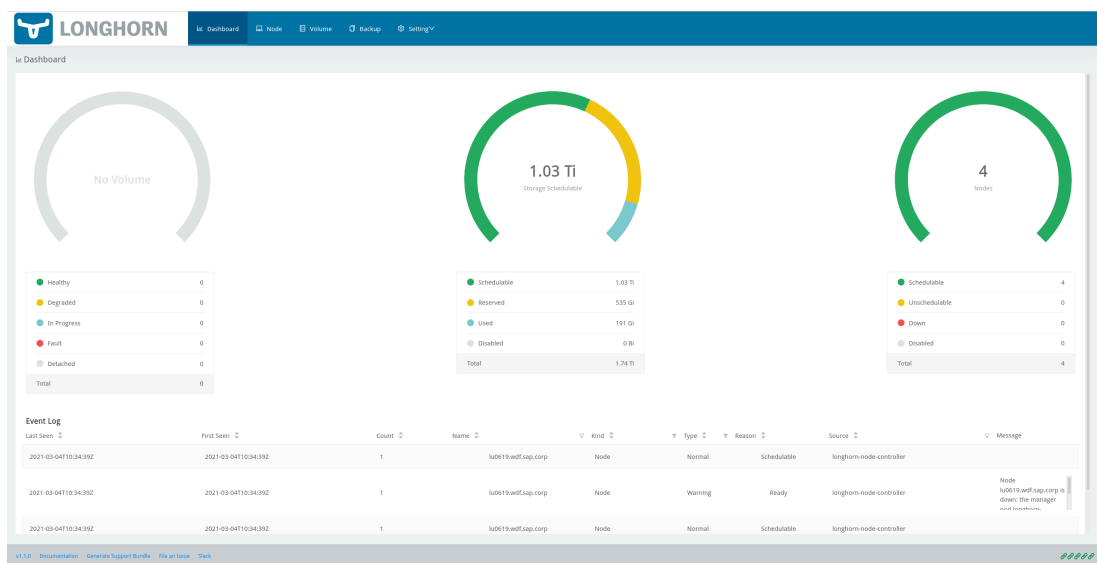 LONGHORN
Dashboard Node Volume Backup Setting
Dashboard
No Volume
1.03 Ti
Storage Schedulable
4
Nodes
Healthy 0
Degraded 0
In Progress 0
Fault 0
Detached 0
Total 0
Schedulable 1.03 Ti
Reserved 535 Gi
Used 191 Gi
Disabled 0 Bi
Total 1.74 Ti
Schedulable 4
Unschedulable 0
Down 0
Disabled 0
Total 4
Event Log
Last Seen First Seen Count Name Kind Type Reason Source Message
2021-03-04T10:34:39Z 2021-03-04T10:34:39Z 1 lu0619.wdf.sap.corp Node Normal Schedulable longhorn-node-controller
2021-03-04T10:34:39Z 2021-03-04T10:34:39Z 1 lu0619.wdf.sap.corp Node Warning Ready longhorn-node-controller
Node
lu0619.wdf.sap.corp is
down: the manager
pod longhorn-
2021-03-04T10:34:39Z 2021-03-04T10:34:39Z 1 lu0619.wdf.sap.corp Node Normal Schedulable longhorn-node-controller
v1.1.0 Documentation Generate Support Bundle File an Issue Slack